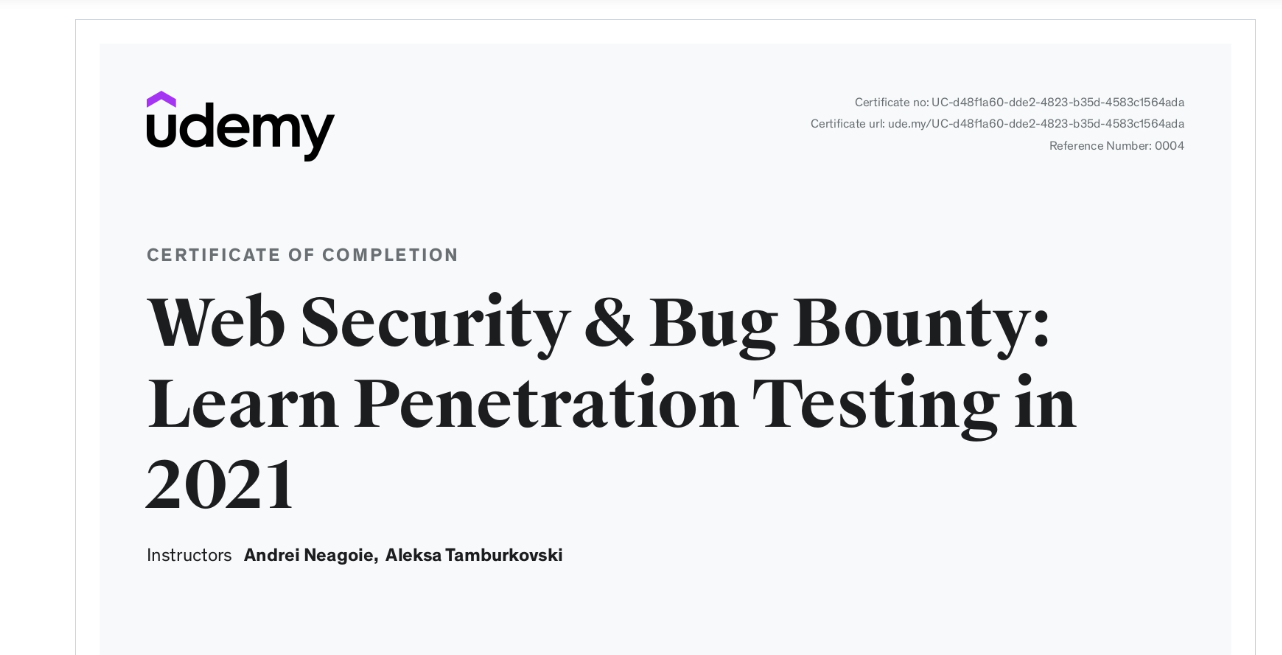 udemy
Certificate no: UC-d48f1a60-dde2-4823-b35d-4583c1564ada
Certificate url: ude.my/UC-d48f1a60-dde2-4823-b35d-4583c1564ada
Reference Number: 0004
CERTIFICATE OF COMPLETION
Web Security & Bug Bounty:
Learn Penetration Testing in
2021
Instructors Andrei Neagoie, Aleksa Tamburkovski